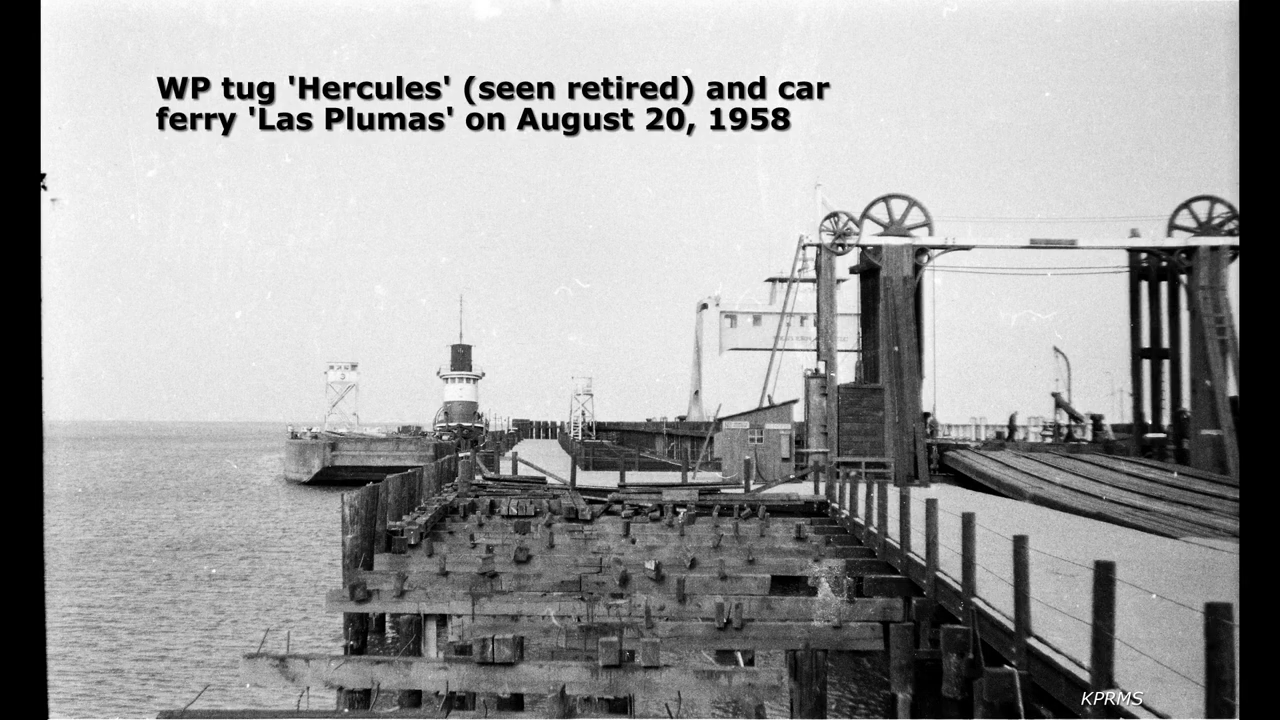 WP tug 'Hercules' (seen retired) and car
ferry 'Las Plumas' on August 20, 1958
KPRMS